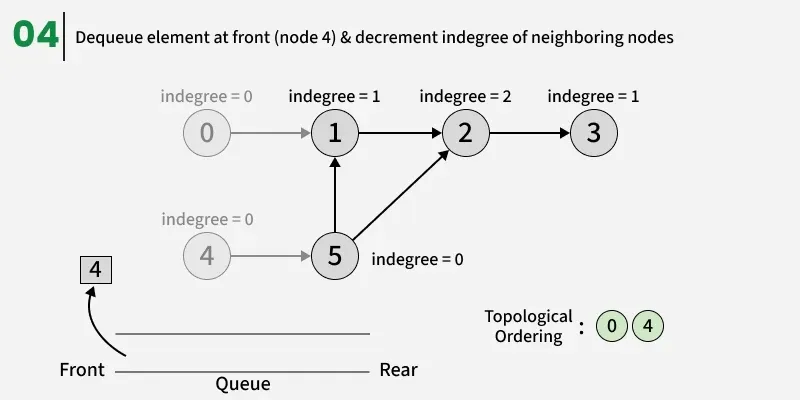 04
Dequeue element at front (node 4) & decrement indegree of neighboring nodes
indegree = 0 indegree = 1 indegree = 2 indegree = 1
0 1 2 3
indegree = 0
4 5 indegree = 0
4
Topological
Ordering : 0 4
Front Rear
Queue